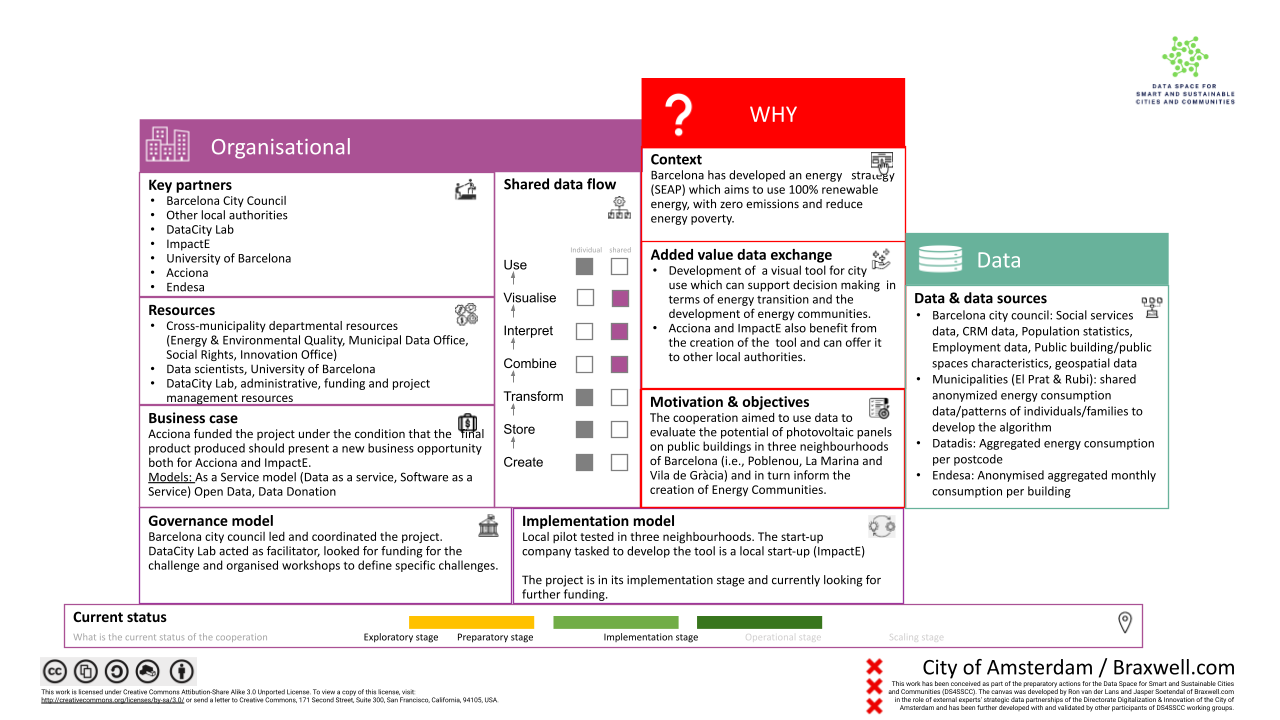 DATA SPACE FOR
SMART AND SUSTAINABLE
CITIES AND COMMUNITIES
WHY
Organisational
Context
Barcelona has developed an energy strategy
(SEAP) which aims to use 100% renewable
energy, with zero emissions and reduce
energy poverty.
Key partners
• Barcelona City Council
• Other local authorities
• DataCity Lab
• ImpactE
• University of Barcelona
• Acciona
• Endesa
Shared data flow
Individual shared
Use
Visualise
Interpret
Combine
Transform
Store
Create
Added value data exchange
• Development of a visual tool for city
use which can support decision making in
terms of energy transition and the
development of energy communities.
• Acciona and ImpactE also benefit from
the creation of the tool and can offer it
to other local authorities.
Data
Data & data sources
• Barcelona city council: Social services
data, CRM data, Population statistics,
Employment data, Public building/public
spaces characteristics, geospatial data
• Municipalities (El Prat & Rubi): shared
anonymized energy consumption
data/patterns of individuals/families to
develop the algorithm
• Datadis: Aggregated energy consumption
per postcode
• Endesa: Anonymised aggregated monthly
consumption per building
Resources
• Cross-municipality departmental resources
(Energy & Environmental Quality, Municipal Data Office,
Social Rights, Innovation Office)
• Data scientists, University of Barcelona
• DataCity Lab, administrative, funding and project
management resources
Business case
Acciona funded the project under the condition that the final
product produced should present a new business opportunity
both for Acciona and ImpactE.
Models: As a Service model (Data as a service, Software as a
Service) Open Data, Data Donation
Motivation & objectives
The cooperation aimed to use data to
evaluate the potential of photovoltaic panels
on public buildings in three neighbourhoods
of Barcelona (i.e., Poblenou, La Marina and
Vila de Gràcia) and in turn inform the
creation of Energy Communities.
Governance model
Barcelona city council led and coordinated the project.
DataCity Lab acted as facilitator, looked for funding for the
challenge and organised workshops to define specific challenges.
Implementation model
Local pilot tested in three neighbourhoods. The start-up
company tasked to develop the tool is a local start-up (ImpactE)
The project is in its implementation stage and currently looking for
further funding.
Current status
What is the current status of the cooperation
Exploratory stage Preparatory stage Implementation stage Operational stage Scaling stage
cc
This work is licensed under Creative Commons Attibution-Share Alike 3.0 Unported License. To view a copy of this license, visit:
http://creativecommons.org/licenses/by-sa/3.0/ or send a letter to Creative Commons, 171 Second Street, Suite 300, San Francisco, California, 94105, USA.
City of Amsterdam / Braxwell.com
This work has been conceived as part of the preparatory actions for the Data Space for Smart and Sustainable Cities
and Communities (DS4SSCC). The canvas was developed by Ron van der Lans and Jasper Soetendal of Braxwell.com
in the role of external experts' strategic data partnerships of the Directorate Digitalization & Innovation of the City of
Amsterdam and has been further developed with and validated by other participants of DS4SSCC working groups.